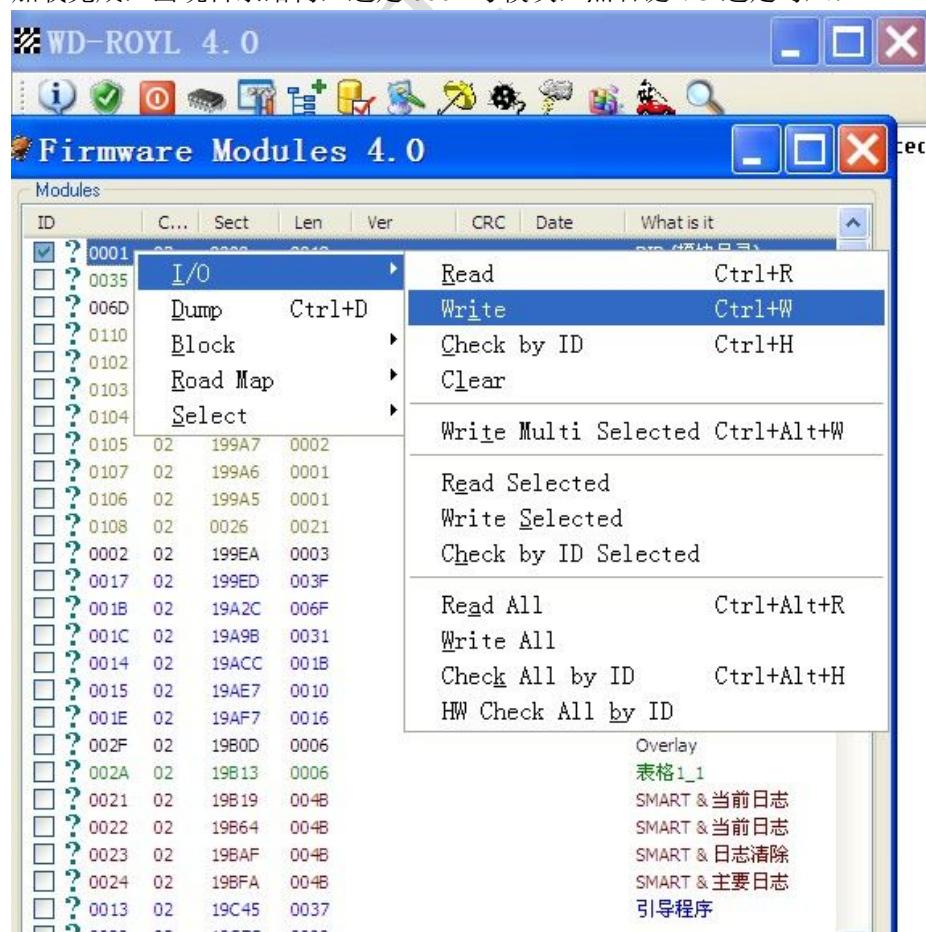 WD-ROYL 4.0
Firmware Modules 4.0
Modules
ID C... Sect Len Ver CRC Date What is it
? 0001
? 0035
? 006D
? 0110
? 0102
? 0103
? 0104
I/O
Dump Ctrl+D
Block
Road Map
Select
Read Ctrl+R
Write Ctrl+W
Check by ID Ctrl+H
Clear
Write Multi Selected Ctrl+Alt+W
Read Selected
Write Selected
Check by ID Selected
Read All Ctrl+Alt+R
Write All
Check All by ID Ctrl+Alt+H
HW Check All by ID
? 0105 02 199A7 0002
? 0107 02 199A6 0001
? 0106 02 199A5 0001
? 0108 02 0026 0021
? 0002 02 199EA 0003
? 0017 02 199ED 003F
? 001B 02 19A2C 006F
? 001C 02 19A9B 0031
? 0014 02 19ACC 001B
? 0015 02 19AE7 0010
? 001E 02 19AF7 0016
? 002F 02 19B0D 0006 Overlay
? 002A 02 19B13 0006 表格1_1
? 0021 02 19B19 004B SMART & 当前日志
? 0022 02 19B64 004B SMART & 当前日志
? 0023 02 19BAF 004B SMART & 日志清除
? 0024 02 19BFA 004B SMART & 主要日志
? 0013 02 19C45 0037 引导程序